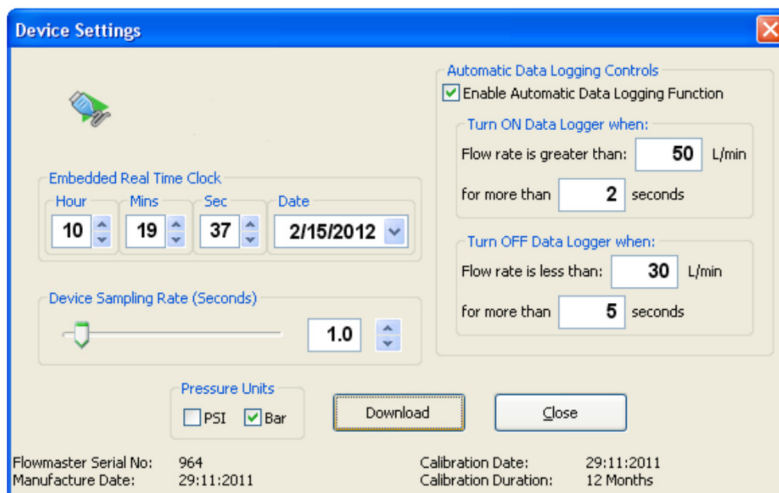 Device Settings
Automatic Data Logging Controls
Enable Automatic Data Logging Function
Turn ON Data Logger when:
Flow rate is greater than: 50 L/min
for more than 2 seconds
Embedded Real Time Clock
Hour Mins Sec Date
10 19 37 2/15/2012
Turn OFF Data Logger when:
Flow rate is less than: 30 L/min
for more than 5 seconds
Device Sampling Rate (Seconds)
1.0
Pressure Units
PSI Bar
Download
Close
Flowmaster Serial No: 964
Manufacture Date: 29:11:2011
Calibration Date: 29:11:2011
Calibration Duration: 12 Months